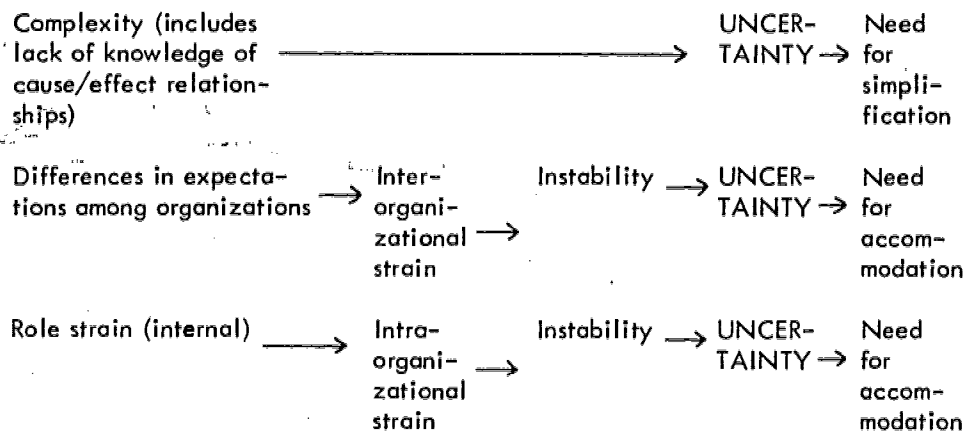 Complexity (includes UNCER- Need
lack of knowledge of TAINTY → for
cause/effect relation- → simpli-
ships) fication
Differences in expecta- → Inter- Instability → UNCER- Need
tions among organizations organi- → TAINTY → for
zational accom-
strain modation
Role strain (internal) → Intra- Instability → UNCER- Need
organi- → TAINTY → for
zational accom-
strain modation